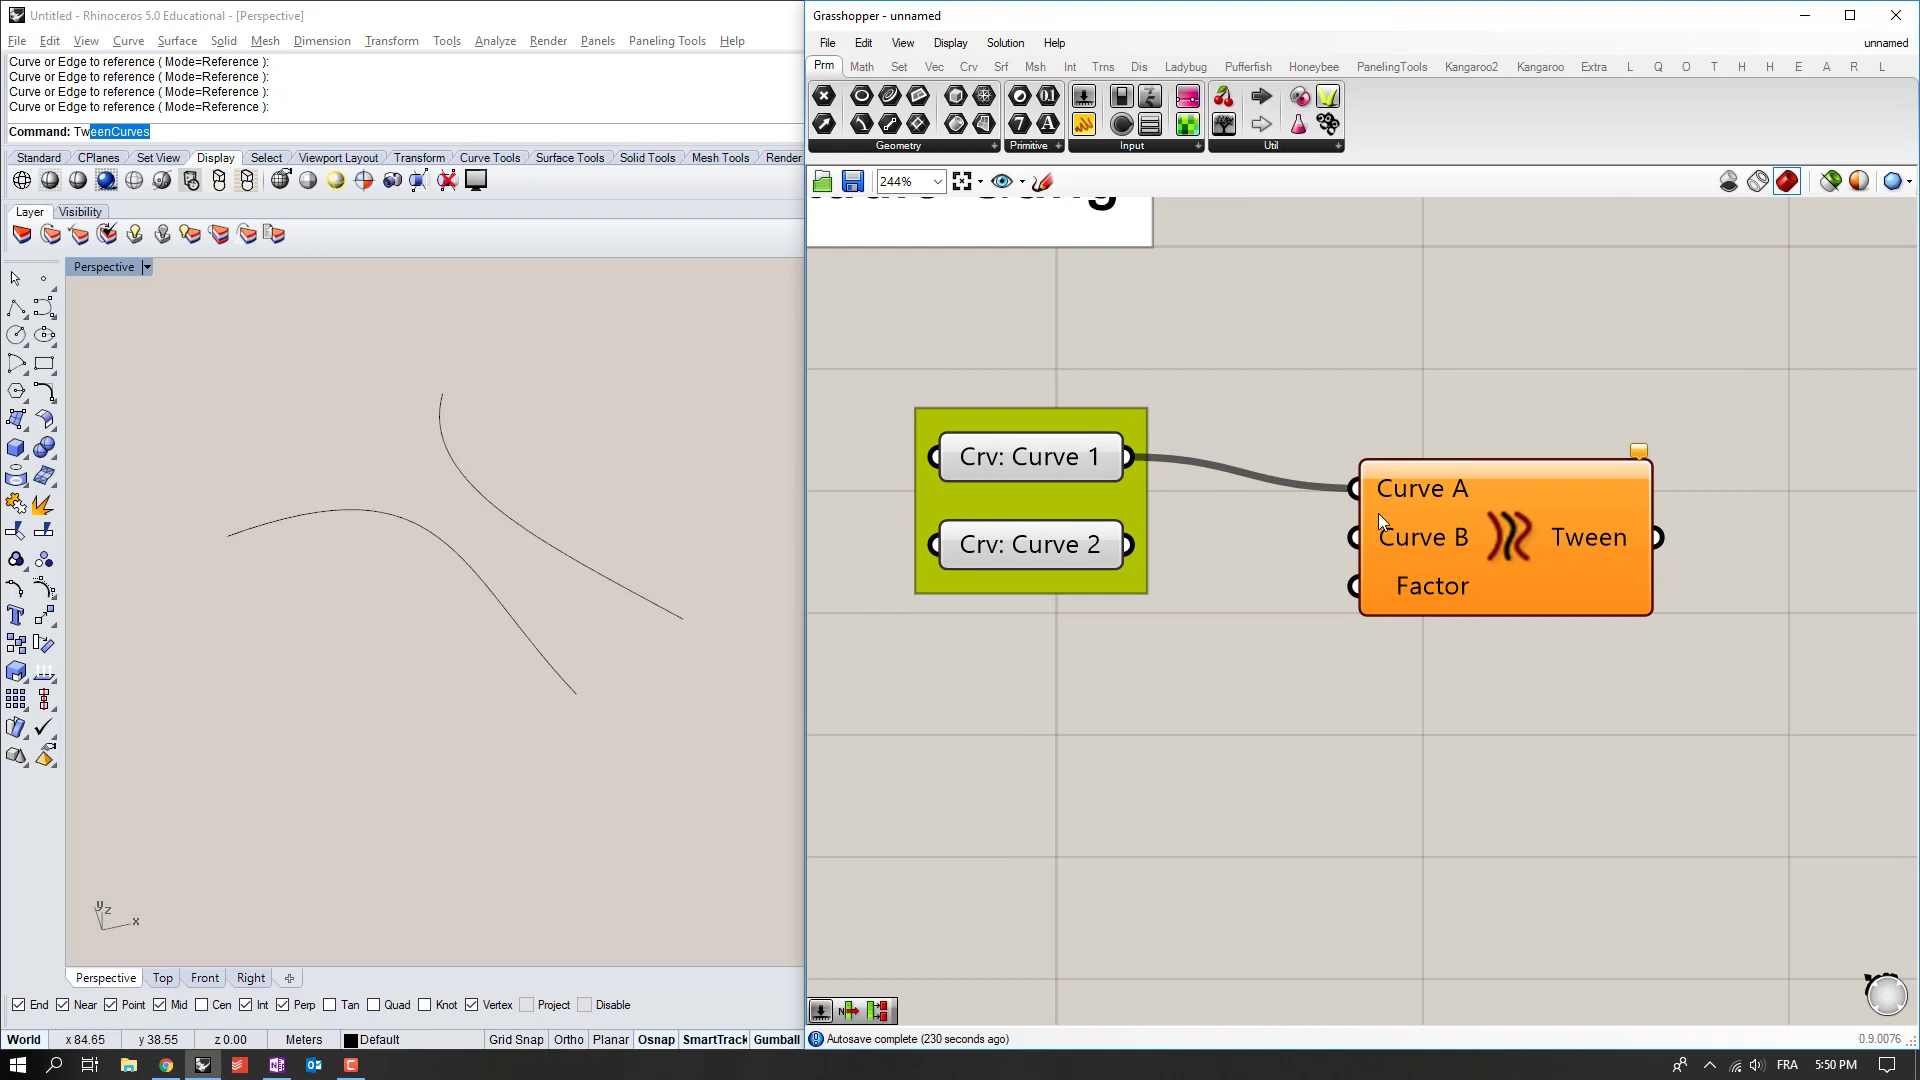 Untitled - Rhinoceros 5.0 Educational - [Perspective]
File Edit View Curve Surface Solid Mesh Dimension Transform Tools Analyze Render Panels Paneling Tools Help
Curve or Edge to reference ( Mode=Reference ):
Curve or Edge to reference ( Mode=Reference ):
Curve or Edge to reference ( Mode=Reference ):
Curve or Edge to reference ( Mode=Reference ):
Command: TweenCurves
Standard CPlanes Set View Display Select Viewport Layout Transform Curve Tools Surface Tools Solid Tools Mesh Tools Render
Layer Visibility
Perspective
y
z
x
Perspective Top Front Right
End Near Point Mid Cen Int Perp Tan Quad Knot Vertex Project Disable
World x 84.65 y 38.55 z 0.00 Meters Default Grid Snap Ortho Planar Osnap SmartTrack Gumball
Grasshopper - unnamed
File Edit View Display Solution Help unnamed
Prm Math Set Vec Crv Srf Msh Int Trns Dis Ladybug Pufferfish Honeybee PanelingTools Kangaroo2 Kangaroo Extra L Q O T H H E A R L
Geometry Primitive Input Util
244%
Crv: Curve 1
Crv: Curve 2
Curve A
Curve B
Factor
Tween
Autosave complete (230 seconds ago) 0.9.0076
FRA 5:50 PM